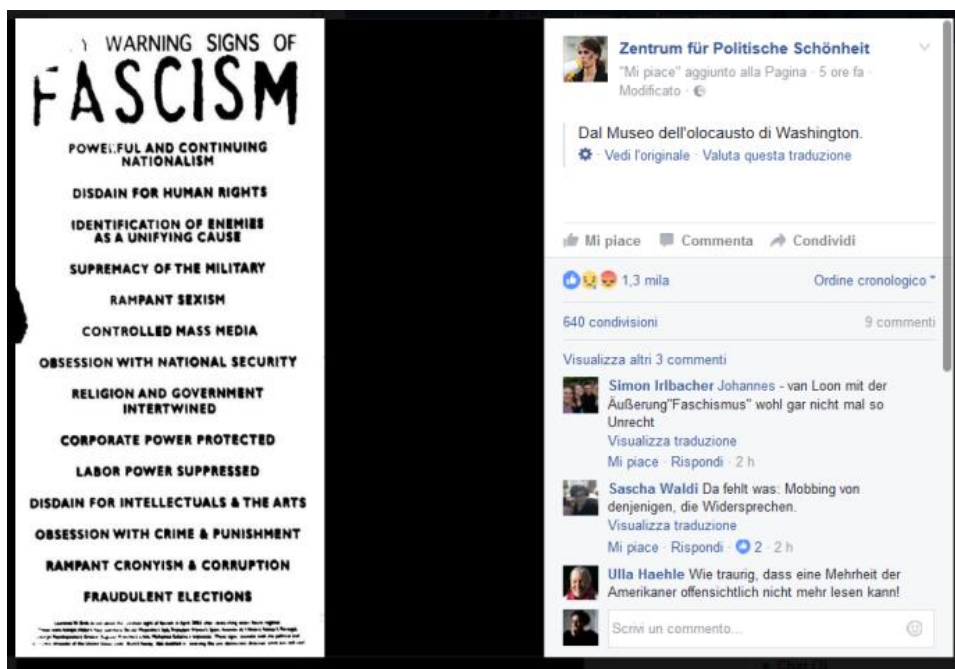 WARNING SIGNS OF
FASCISM
POWERFUL AND CONTINUING
NATIONALISM
DISDAIN FOR HUMAN RIGHTS
IDENTIFICATION OF ENEMIES
AS A UNIFYING CAUSE
SUPREMACY OF THE MILITARY
RAMPANT SEXISM
CONTROLLED MASS MEDIA
OBSESSION WITH NATIONAL SECURITY
RELIGION AND GOVERNMENT
INTERTWINED
CORPORATE POWER PROTECTED
LABOR POWER SUPPRESSED
DISDAIN FOR INTELLECTUALS & THE ARTS
OBSESSION WITH CRIME & PUNISHMENT
RAMPANT CRONYISM & CORRUPTION
FRAUDULENT ELECTIONS
Zentrum für Politische Schönheit
"Mi piace" aggiunto alla Pagina · 5 ore fa ·
Modificato ·
Dal Museo dell'olocausto di Washington.
· Vedi l'originale · Valuta questa traduzione
Mi piace Commenta Condividi
1,3 mila Ordine cronologico
640 condivisioni 9 commenti
Visualizza altri 3 commenti
Simon Irlbacher Johannes - van Loon mit der
Äußerung"Faschismus" wohl gar nicht mal so
Unrecht
Visualizza traduzione
Mi piace · Rispondi · 2 h
Sascha Waldi Da fehlt was: Mobbing von
denjenigen, die Widersprechen.
Visualizza traduzione
Mi piace · Rispondi · 2 · 2 h
Ulla Haehle Wie traurig, dass eine Mehrheit der
Amerikaner offensichtlich nicht mehr lesen kann!
Scrivi un commento...